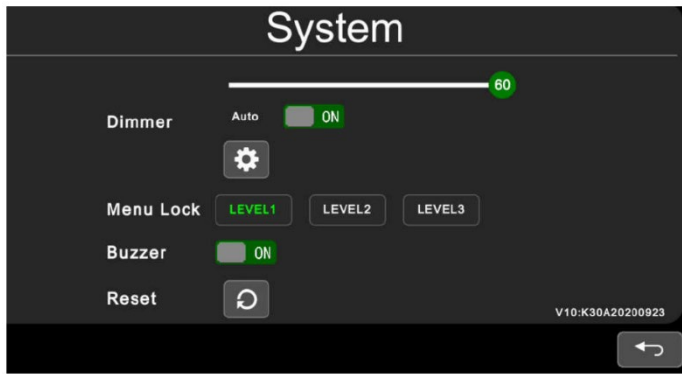 System
60
Dimmer Auto ON
Menu Lock LEVEL1 LEVEL2 LEVEL3
Buzzer ON
Reset
V10:K30A20200923